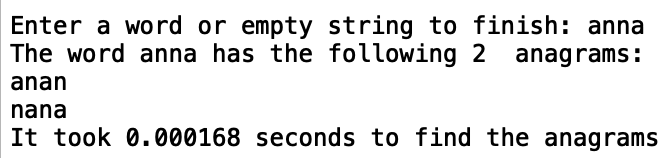 Enter a word or empty string to finish: anna
The word anna has the following 2  anagrams:
anan
nana
It took 0.000168 seconds to find the anagrams